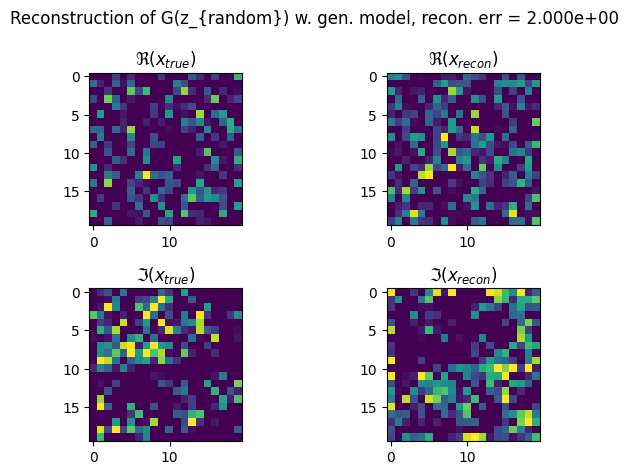 Reconstruction of G(z_{random}) w. gen. model, recon. err = 2.000e+00
ℜ(x_true) ℜ(x_recon)
0 0
5 5
10 10
15 15
0 10 0 10
ℑ(x_true) ℑ(x_recon)
0 0
5 5
10 10
15 15
0 10 0 10